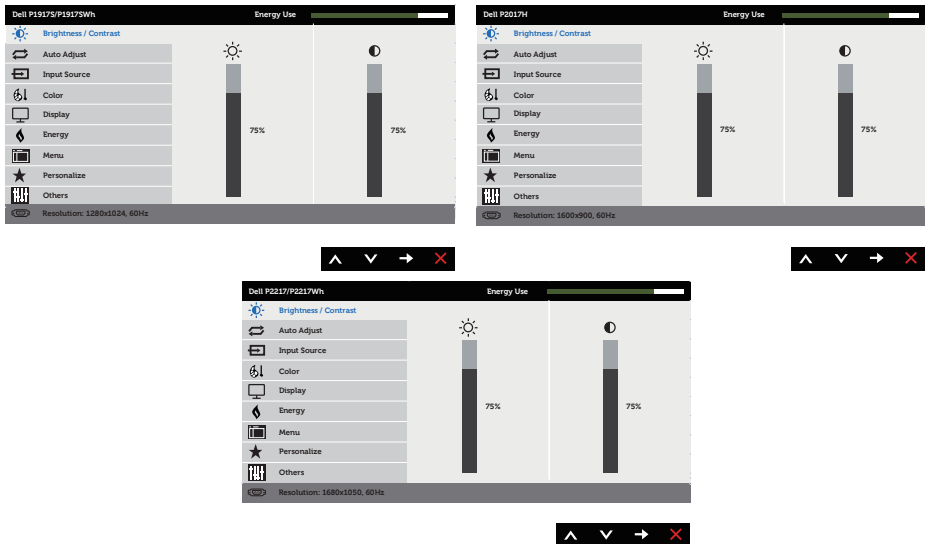 Dell P1917S/P1917SWh Energy Use
Brightness / Contrast
Auto Adjust
Input Source
Color
Display
Energy
Menu
Personalize
Others
75% 75%
Resolution: 1280x1024, 60Hz
Dell P2017H Energy Use
Brightness / Contrast
Auto Adjust
Input Source
Color
Display
Energy
Menu
Personalize
Others
75% 75%
Resolution: 1600x900, 60Hz
Dell P2217/P2217Wh Energy Use
Brightness / Contrast
Auto Adjust
Input Source
Color
Display
Energy
Menu
Personalize
Others
75% 75%
Resolution: 1680x1050, 60Hz